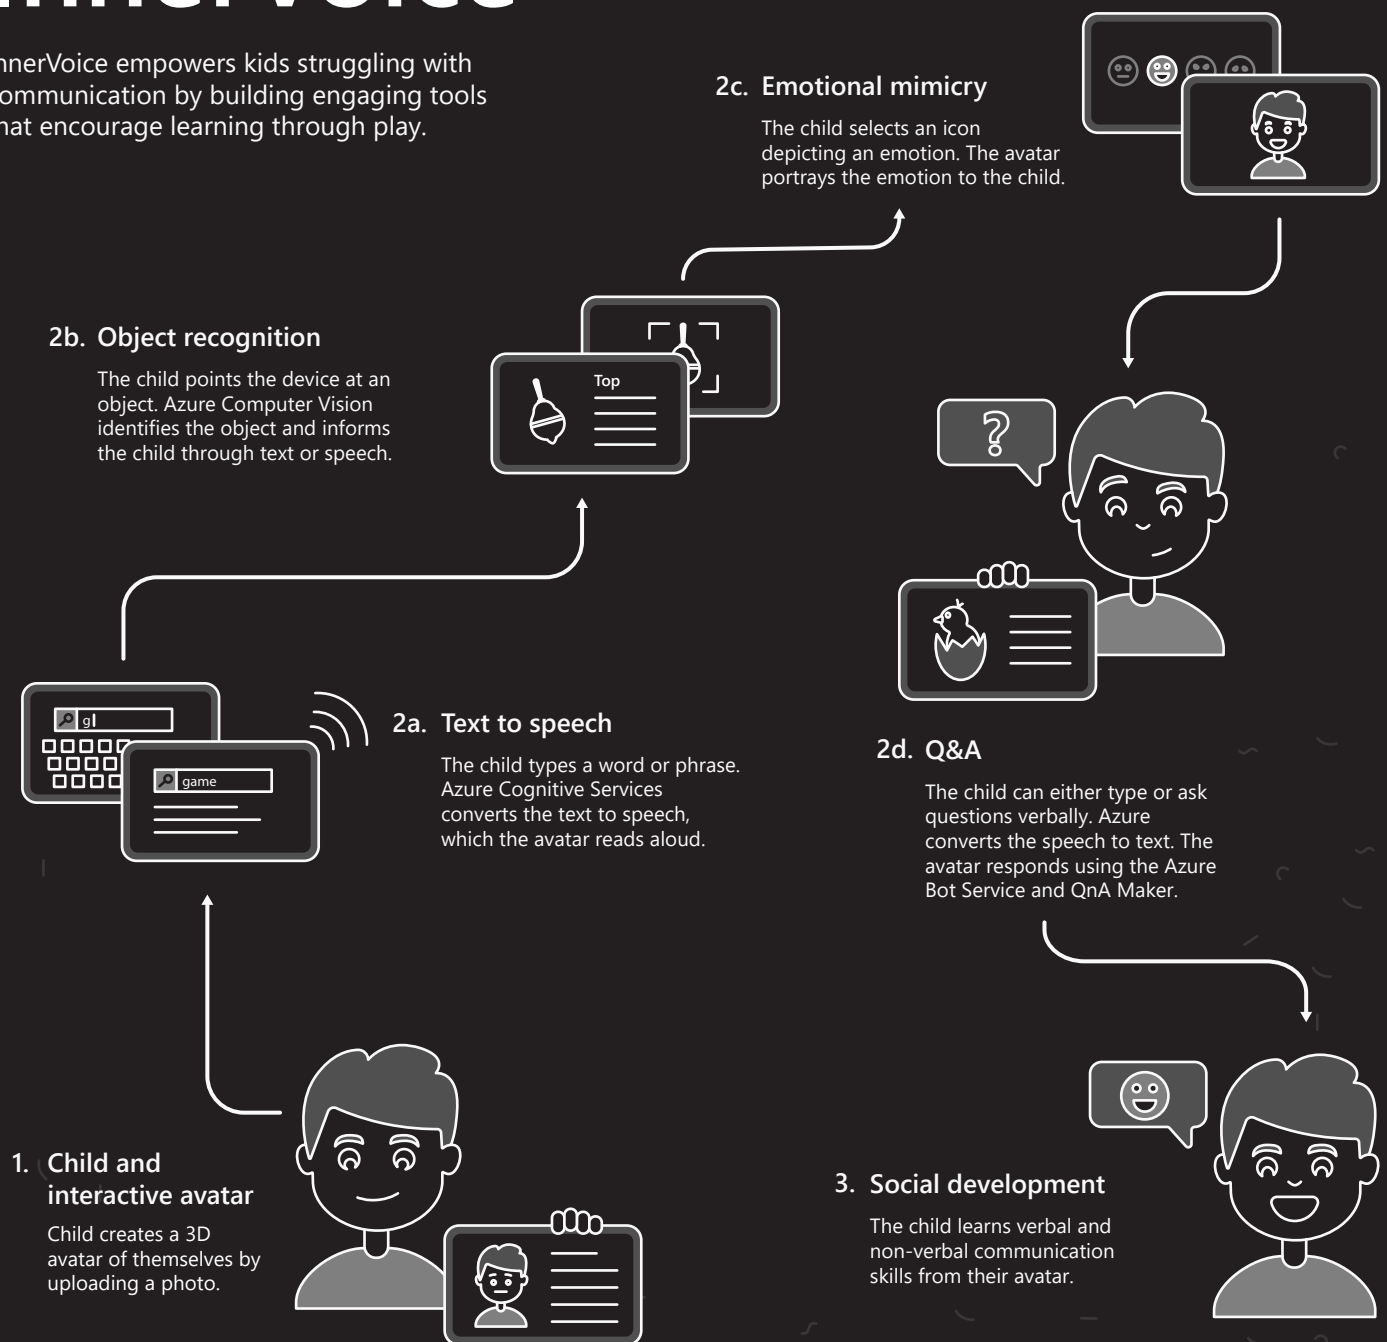 nnerVoice empowers kids struggling with
ommunication by building engaging tools
hat encourage learning through play.
2c. Emotional mimicry
The child selects an icon
depicting an emotion. The avatar
portrays the emotion to the child.
2b. Object recognition
The child points the device at an
object. Azure Computer Vision
identifies the object and informs
the child through text or speech.
Top
?
g
game
2a. Text to speech
The child types a word or phrase.
Azure Cognitive Services
converts the text to speech,
which the avatar reads aloud.
2d. Q&A
The child can either type or ask
questions verbally. Azure
converts the speech to text. The
avatar responds using the Azure
Bot Service and QnA Maker.
1. Child and
interactive avatar
Child creates a 3D
avatar of themselves by
uploading a photo.
3. Social development
The child learns verbal and
non-verbal communication
skills from their avatar.